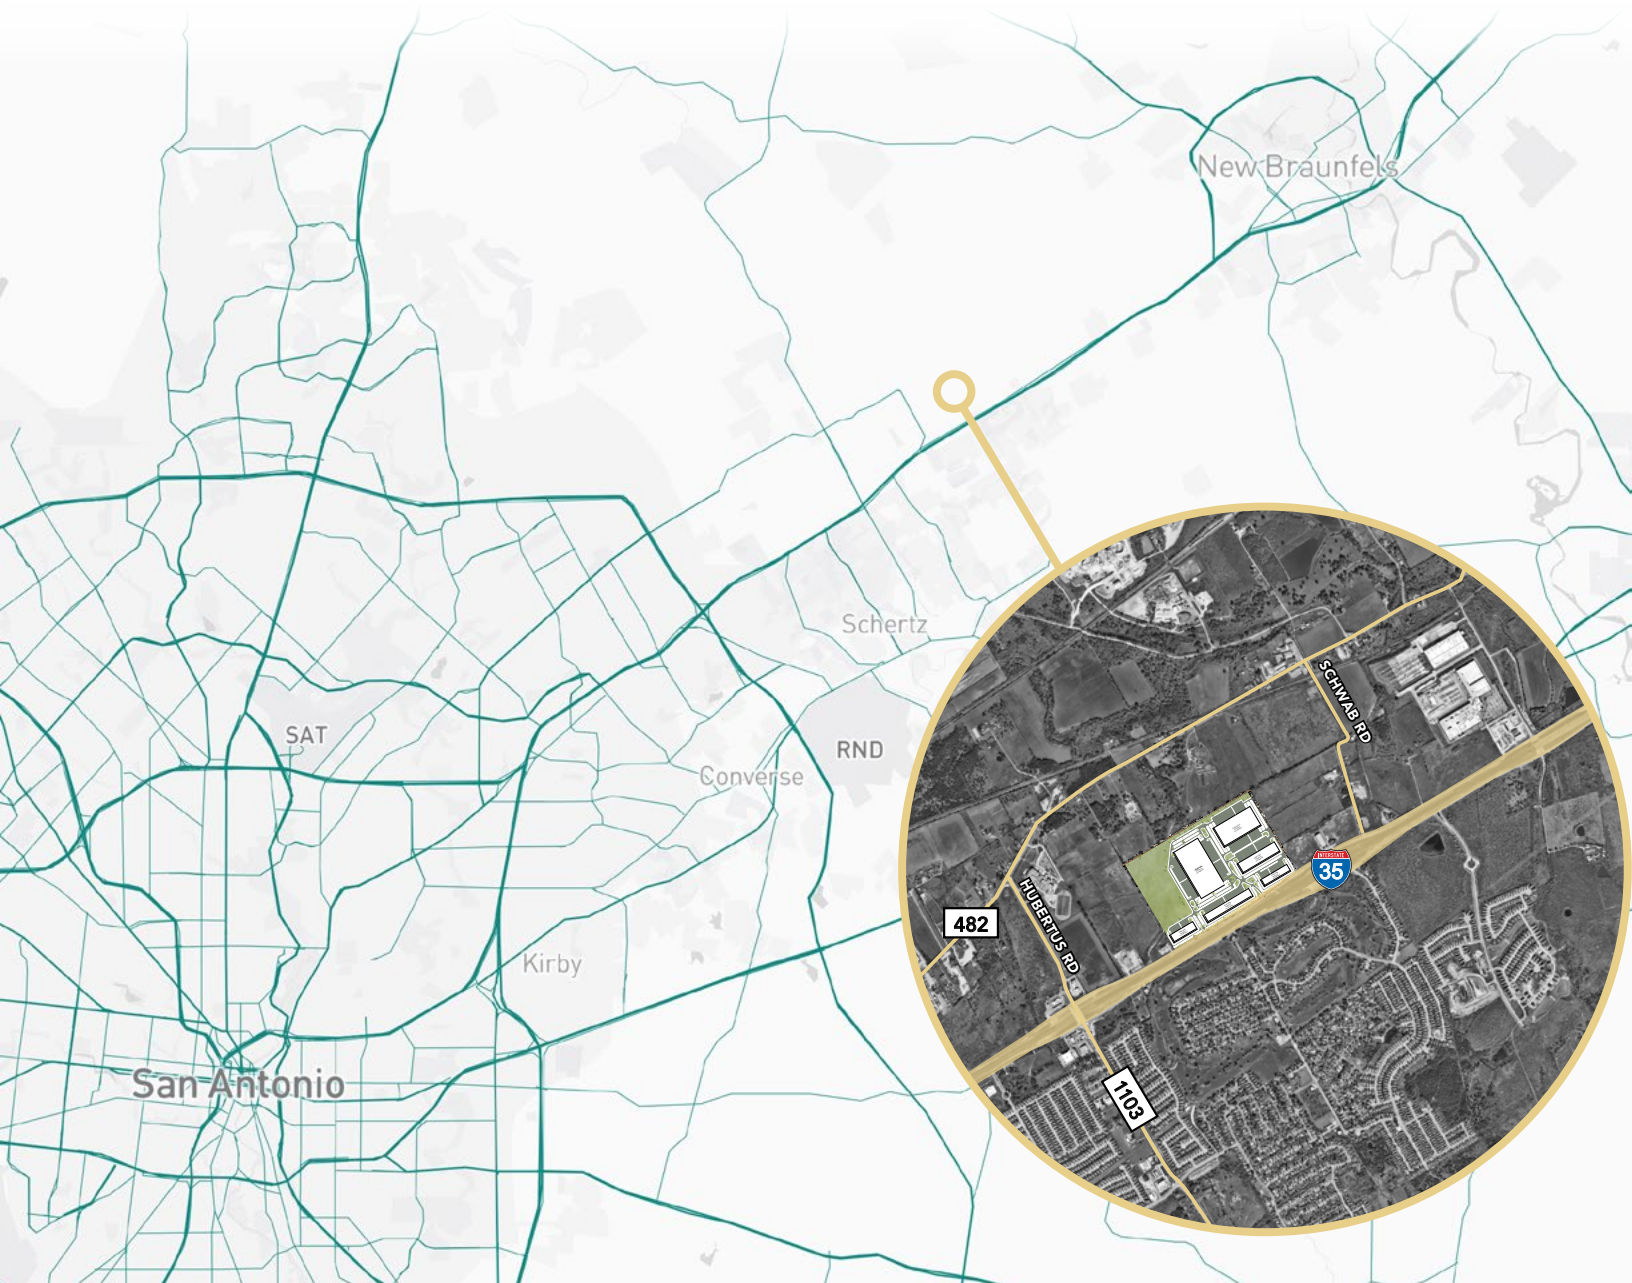 New Braunfels
Schertz
SCHWAB RD
SAT
RND
Converse
INTERSTATE
35
HUBERTUS RD
482
Kirby
San Antonio
1103